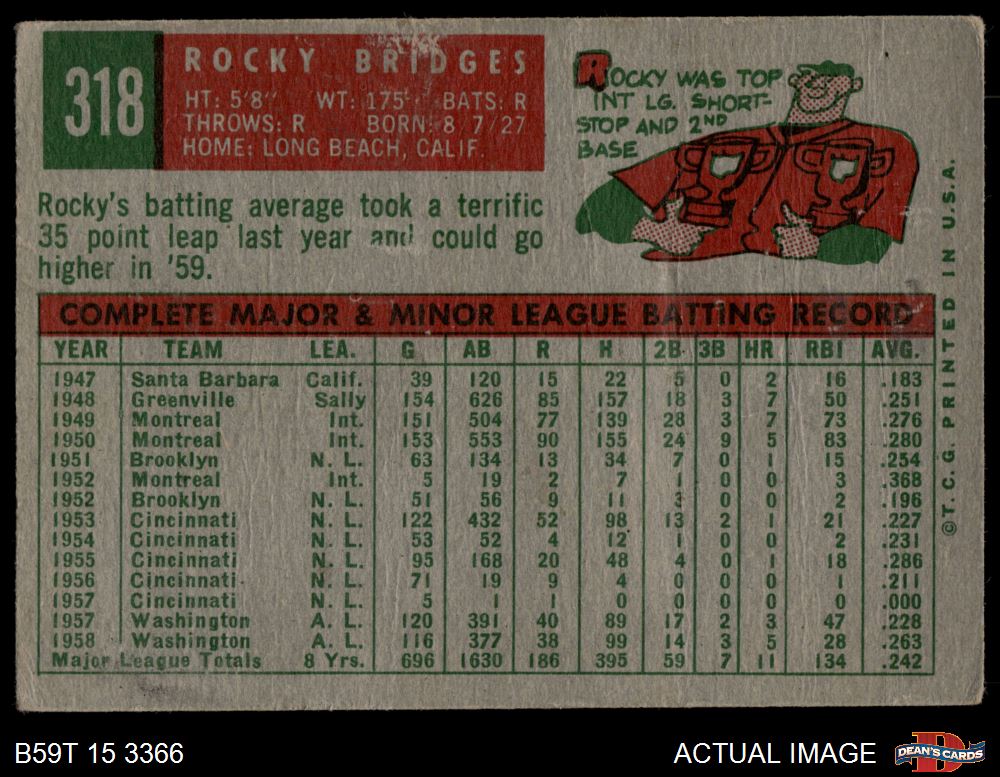 318
ROCKY BRIDGES
HT: 5'8" WT: 175 BATS: R
THROWS: R BORN: 8/7/27
HOME: LONG BEACH, CALIF.
ROCKY WAS TOP
INT LG. SHORT-
STOP AND 2ND
BASE
Rocky's batting average took a terrific
35 point leap last year and could go
higher in '59.
COMPLETE MAJOR & MINOR LEAGUE BATTING RECORD
YEAR TEAM LEA. G AB R H 2B 3B HR RBI AVG.
1947 Santa Barbara Calif. 39 120 15 22 5 0 2 16 .183
1948 Greenville Sally 154 626 85 157 18 3 7 50 .251
1949 Montreal Int. 151 504 77 139 28 3 7 73 .276
1950 Montreal Int. 153 553 90 155 24 9 5 83 .280
1951 Brooklyn N. L. 63 134 13 34 7 0 1 15 .254
1952 Montreal Int. 5 19 2 7 1 0 0 3 .368
1952 Brooklyn N. L. 51 56 9 11 3 0 0 2 .196
1953 Cincinnati N. L. 122 432 52 98 13 2 1 21 .227
1954 Cincinnati N. L. 53 52 4 12 1 0 0 2 .231
1955 Cincinnati N. L. 95 168 20 48 4 0 1 18 .286
1956 Cincinnati N. L. 71 19 9 4 0 0 0 1 .211
1957 Cincinnati N. L. 5 1 1 0 0 0 0 0 .000
1957 Washington A. L. 120 391 40 89 17 2 3 47 .228
1958 Washington A. L. 116 377 38 99 14 3 5 28 .263
Major League Totals 8 Yrs. 696 1630 186 395 59 7 11 134 .242
©T. C. G. PRINTED IN U.S.A.
B59T 15 3366
ACTUAL IMAGE
DEAN'S CARDS